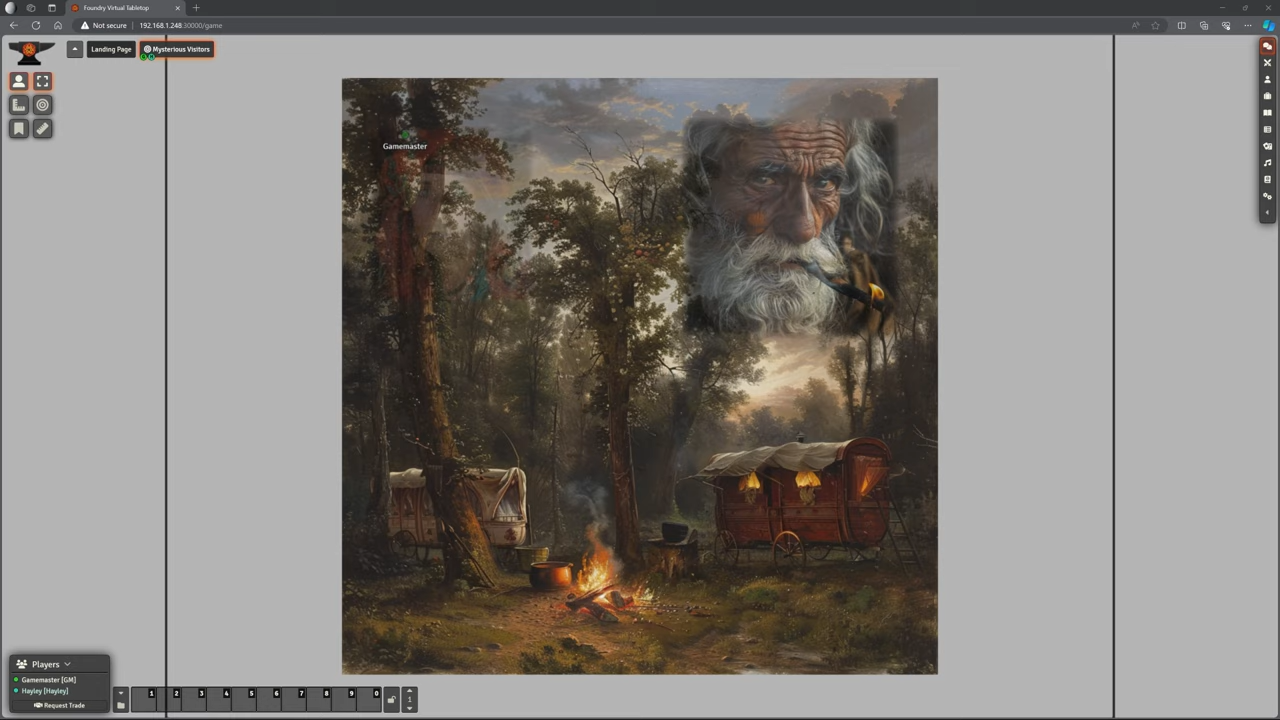 Foundry Virtual Tabletop
Not secure
192.168.1.248:30000/game
Landing Page
Mysterious Visitors
Gamemaster
Players
Gamemaster [GM]
Hayley [Hayley]
Request Trade
1 2 3 4 5 6 7 8 9 0
1